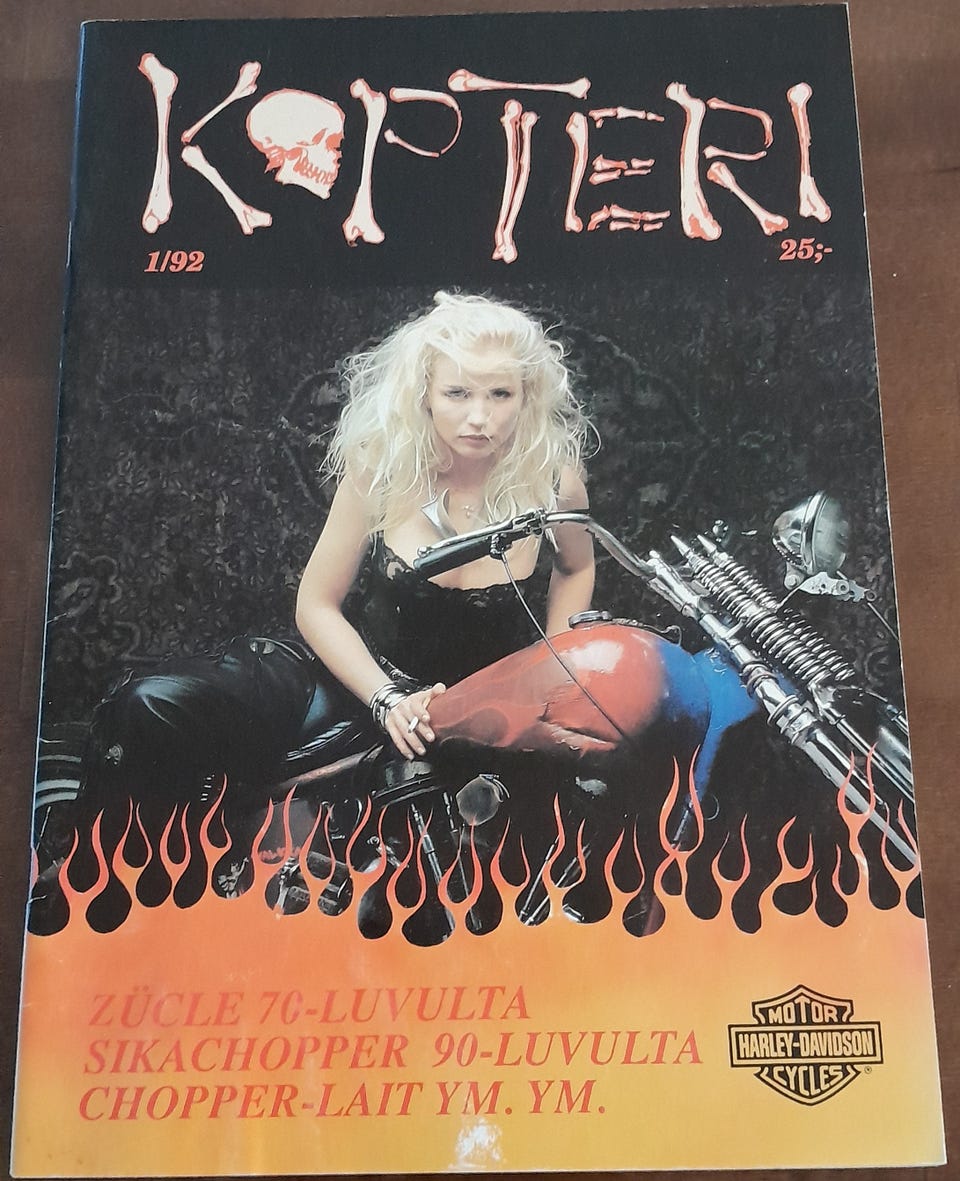 KOPTERI
1/92
25;-
ZÜCLE 70-LUVULTA
SIKACHOPPER 90-LUVULTA
CHOPPER-LAIT YM. YM.
MOTOR
HARLEY-DAVIDSON
CYCLES®